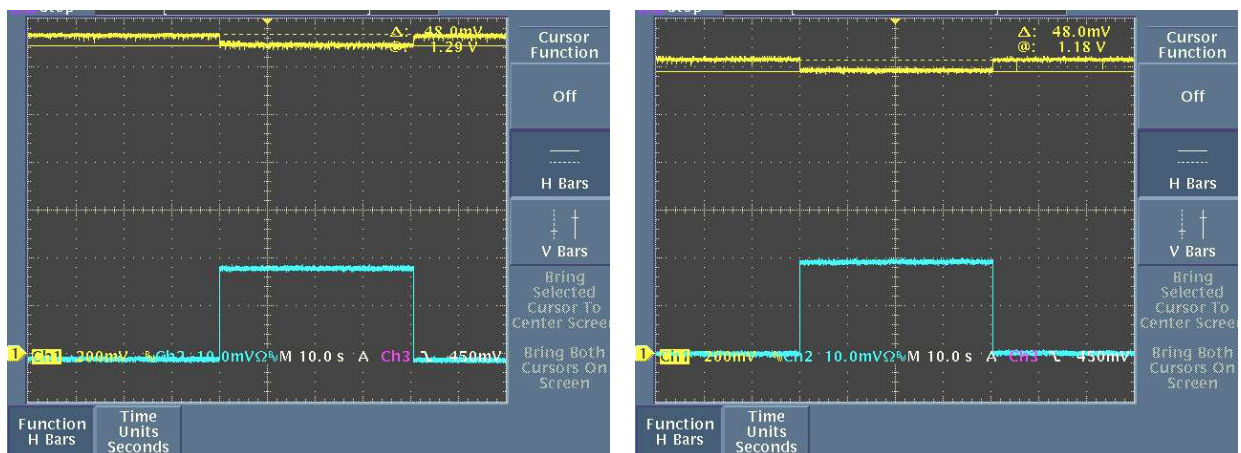 Δ: 48.0mV
@: 1.29 V
Cursor
Function
Off
H Bars
V Bars
Bring
Selected
Cursor To
Center Screen
Bring Both
Cursors On
Screen
1
Ch1 200mV Ch2 10.0mVΩ M 10.0 s A Ch3 450mV
Function
H Bars
Time
Units
Seconds
Δ: 48.0mV
@: 1.18 V
Cursor
Function
Off
H Bars
V Bars
Bring
Selected
Cursor To
Center Screen
Bring Both
Cursors On
Screen
1
Ch1 200mV Ch2 10.0mVΩ M 10.0 s A Ch3 450mV
Function
H Bars
Time
Units
Seconds